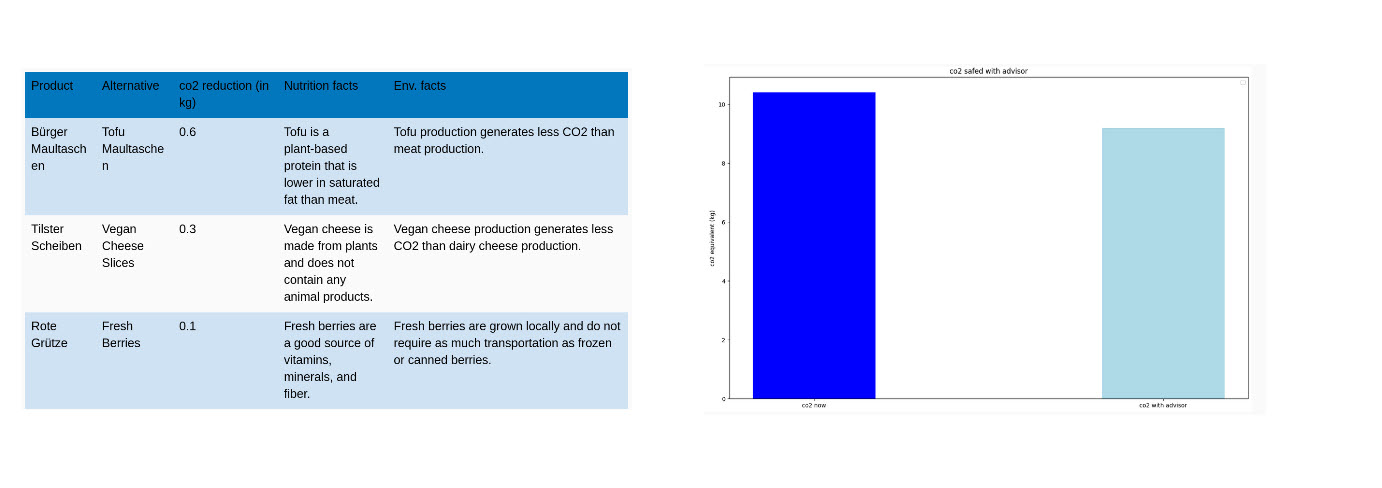 Product Alternative co2 reduction (in Nutrition facts Env. facts
kg)
Bürger Tofu 0.6 Tofu is a Tofu production generates less CO2 than
Maultasch Maultasche plant-based meat production.
en n protein that is
lower in saturated
fat than meat.
Tilster Vegan 0.3 Vegan cheese is Vegan cheese production generates less
Scheiben Cheese made from plants CO2 than dairy cheese production.
Slices and does not
contain any
animal products.
Rote Fresh 0.1 Fresh berries are Fresh berries are grown locally and do not
Grütze Berries a good source of require as much transportation as frozen
vitamins, or canned berries.
minerals, and
fiber.
co2 safed with advisor
co2 equivalent (kg)
10
8
6
4
2
0
co2 now co2 with advisor